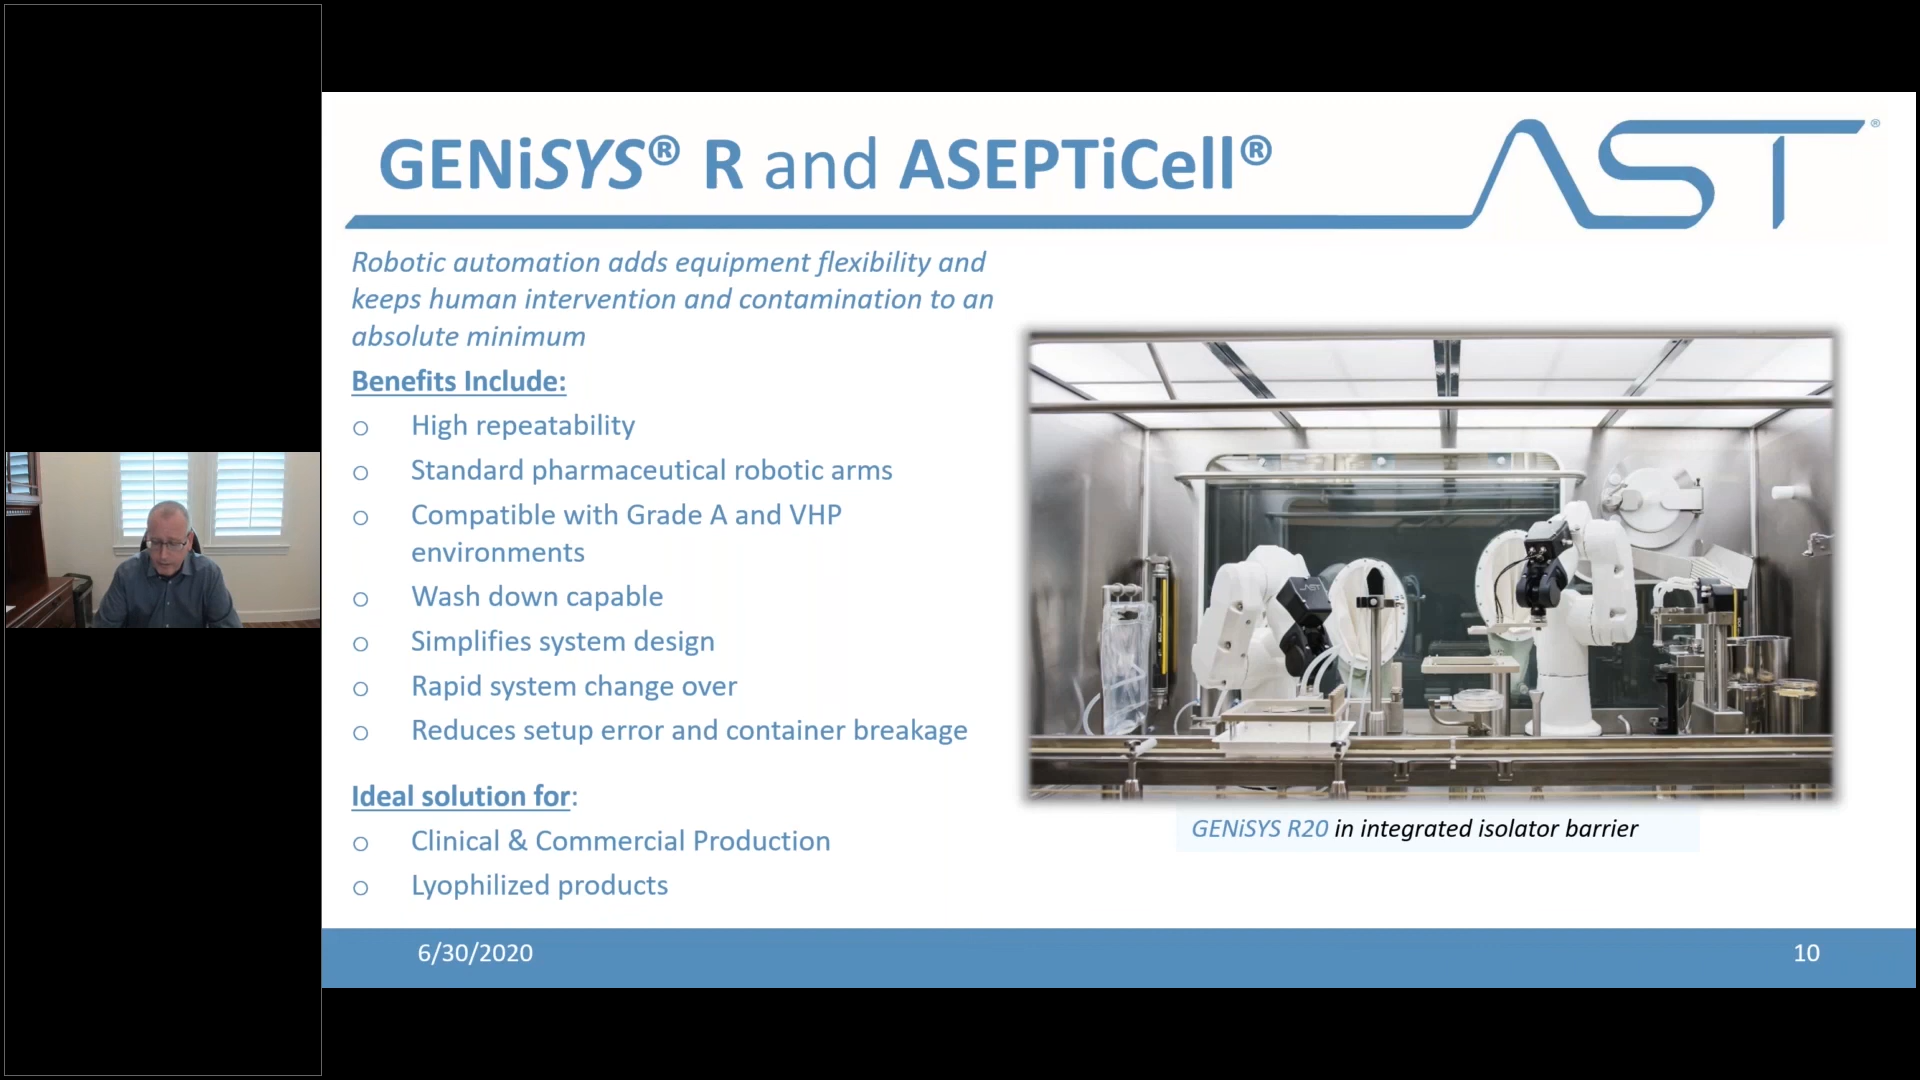 GENiSYS® R and ASEPTiCell®
AST®
Robotic automation adds equipment flexibility and
keeps human intervention and contamination to an
absolute minimum
Benefits Include:
o High repeatability
o Standard pharmaceutical robotic arms
o Compatible with Grade A and VHP
environments
o Wash down capable
o Simplifies system design
o Rapid system change over
o Reduces setup error and container breakage
Ideal solution for:
o Clinical & Commercial Production
o Lyophilized products
AST
GENiSYS R20 in integrated isolator barrier
6/30/2020
10